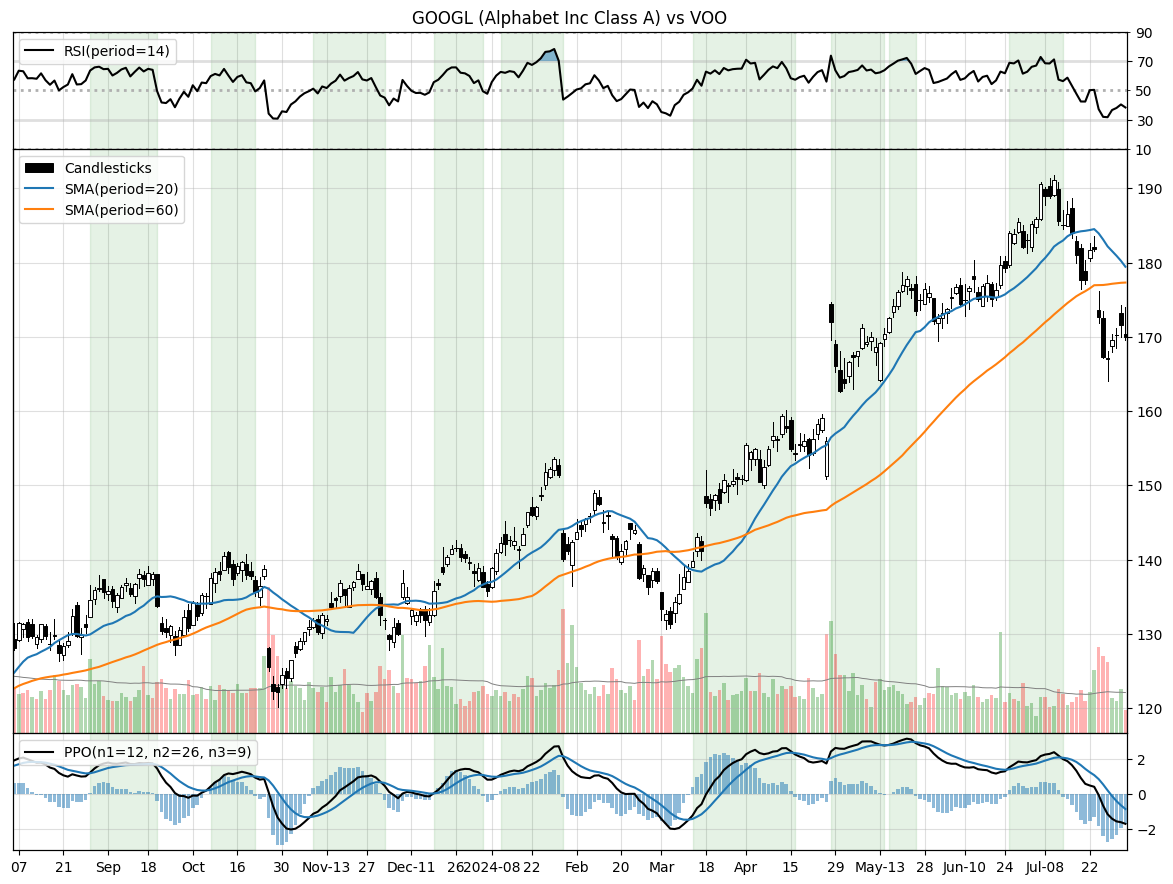 GOOGL (Alphabet Inc Class A) vs VOO
RSI(period=14)
90
70
50
30
10
Candlesticks
SMA(period=20)
SMA(period=60)
190
180
170
160
150
140
130
120
PPO(n1=12, n2=26, n3=9)
2
0
−2
07 21 Sep 18 Oct 16 30 Nov-13 27 Dec-11 26 2024-08 22 Feb 20 Mar 18 Apr 15 29 May-13 28 Jun-10 24 Jul-08 22